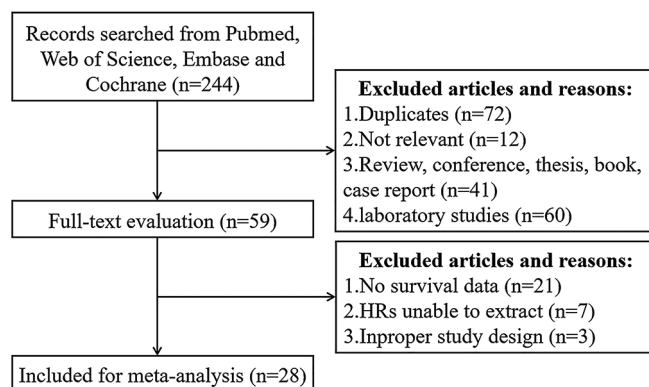 Records searched from Pubmed,
Web of Science, Embase and
Cochrane (n=244)
Excluded articles and reasons:
1.Duplicates (n=72)
2.Not relevant (n=12)
3.Review, conference, thesis, book,
case report (n=41)
4.laboratory studies (n=60)
Full-text evaluation (n=59)
Excluded articles and reasons:
1.No survival data (n=21)
2.HRs unable to extract (n=7)
3.Inproper study design (n=3)
Included for meta-analysis (n=28)